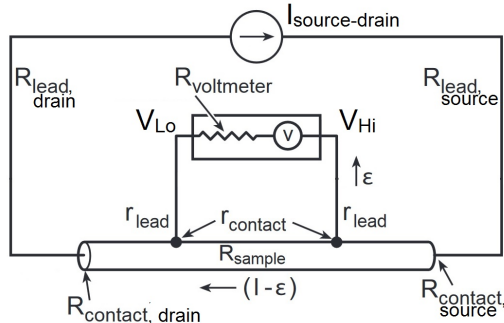 Isource-drain
Rlead,
drain
Rvoltmeter
Rlead,
source
VLo
V
VHi
ε
rlead
rcontact
rlead
Rsample
(I-ε)
Rcontact, drain
Rcontact,
source